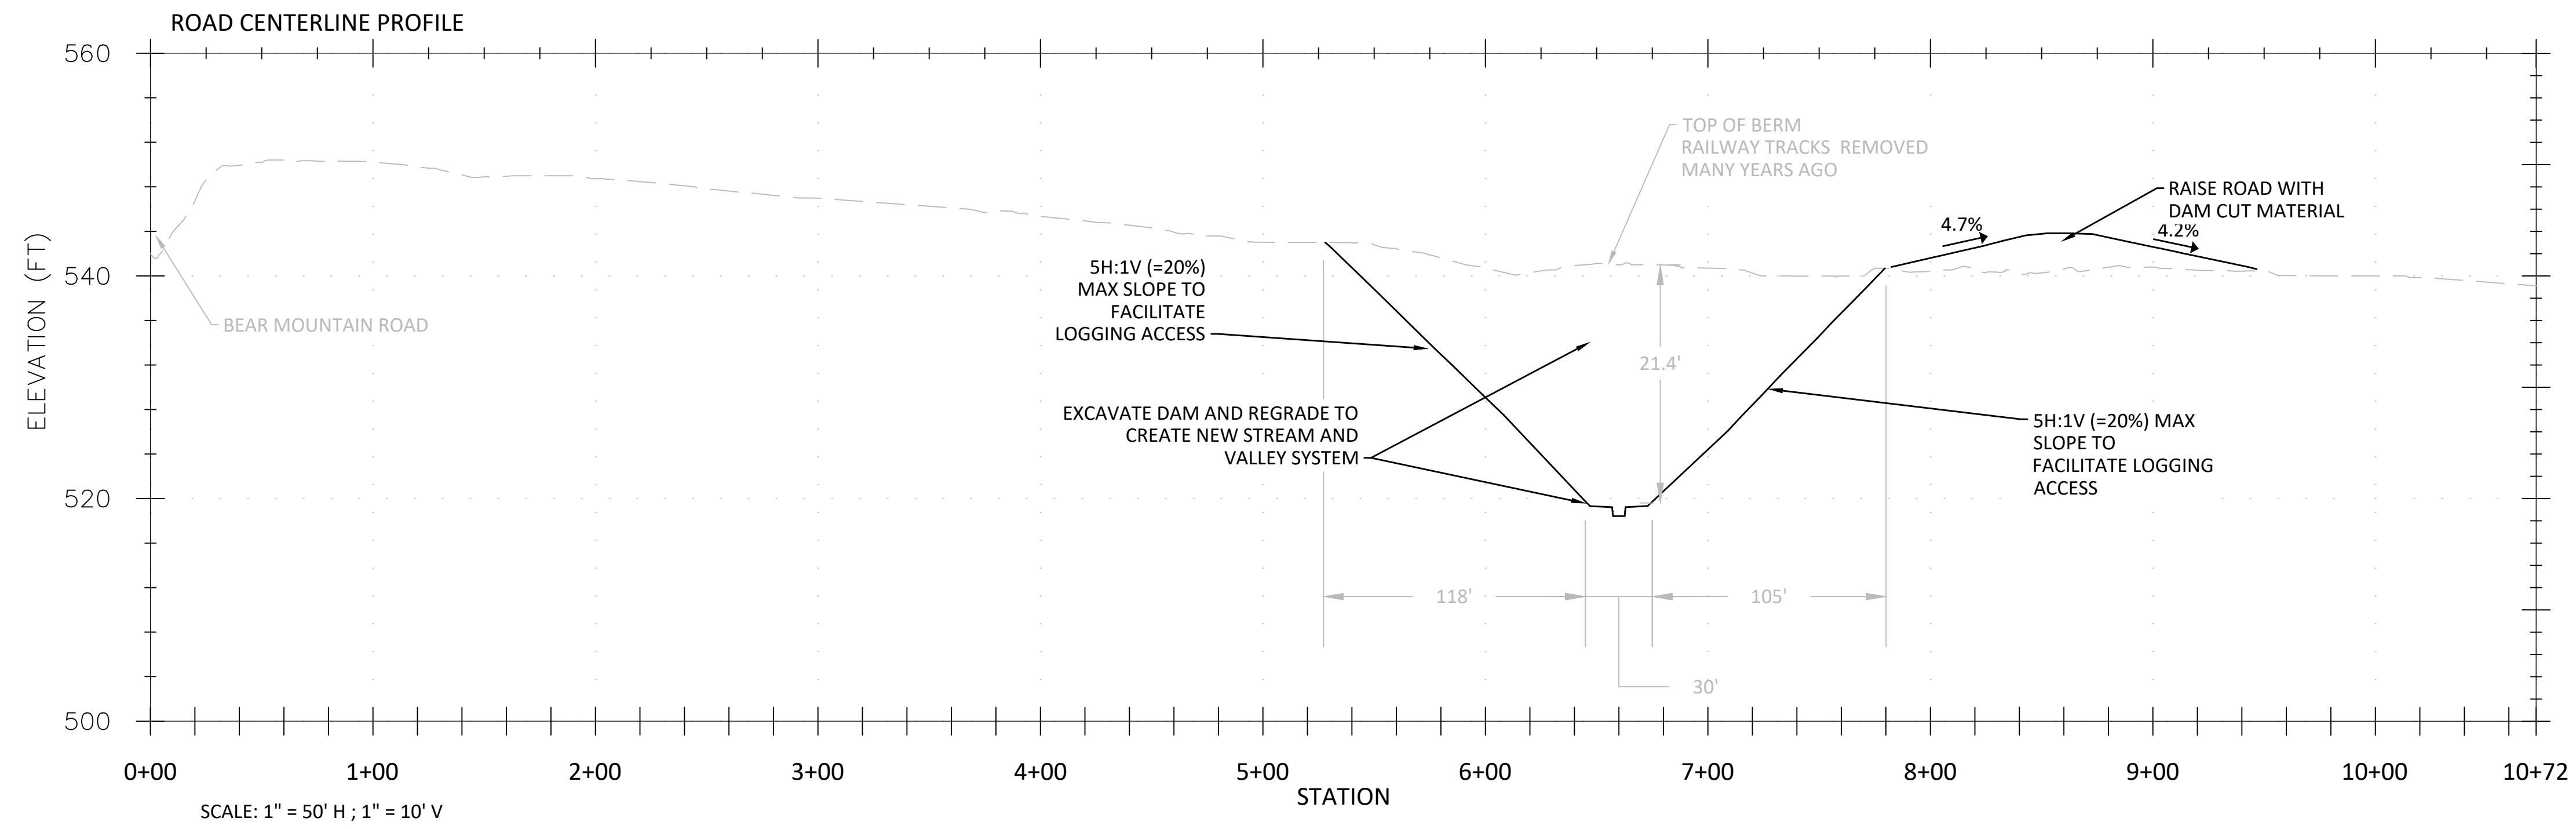 ROAD CENTERLINE PROFILE
560
540
520
500
ELEVATION (FT)
BEAR MOUNTAIN ROAD
5H:1V (=20%)
MAX SLOPE TO
FACILITATE
LOGGING ACCESS
EXCAVATE DAM AND REGRADE TO
CREATE NEW STREAM AND
VALLEY SYSTEM
TOP OF BERM
RAILWAY TRACKS REMOVED
MANY YEARS AGO
21.4'
4.7%
4.2%
RAISE ROAD WITH
DAM CUT MATERIAL
5H:1V (=20%) MAX
SLOPE TO
FACILITATE LOGGING
ACCESS
118'
105'
30'
0+00 1+00 2+00 3+00 4+00 5+00 6+00 7+00 8+00 9+00 10+00 10+72
STATION
SCALE: 1" = 50' H ; 1" = 10' V